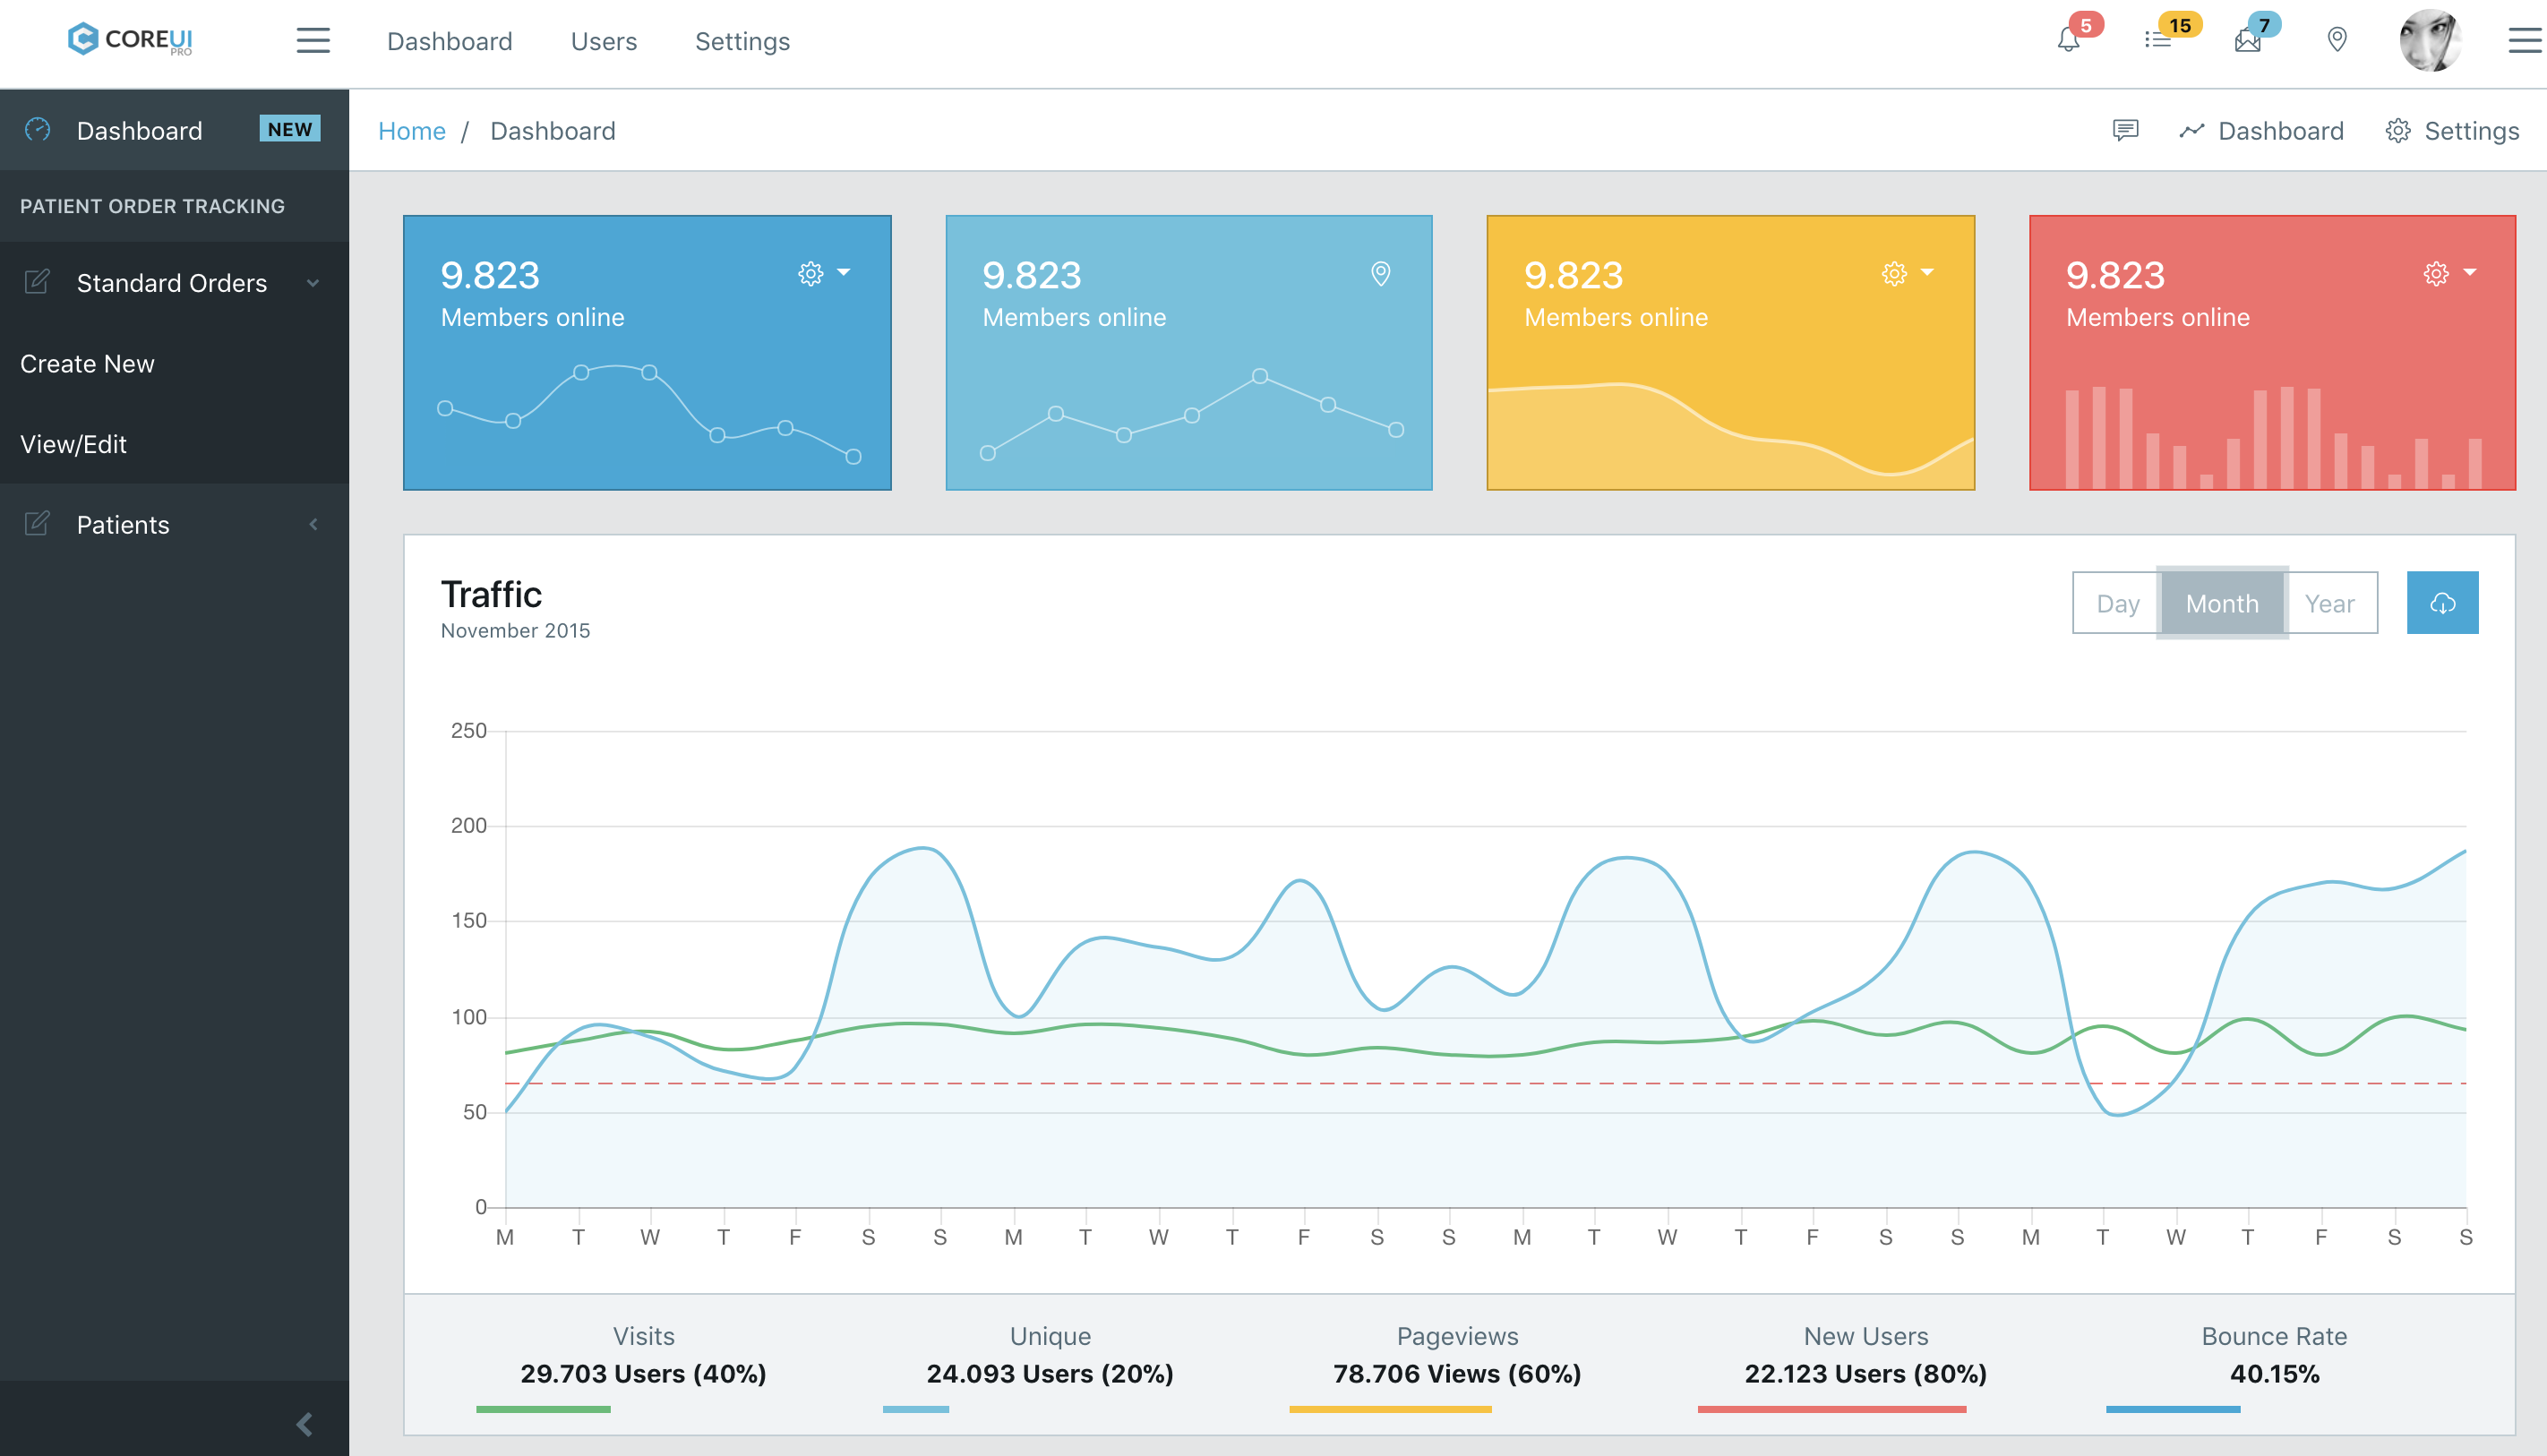 COREUI
PRO
Dashboard Users Settings
5 15 7
Dashboard NEW
Home / Dashboard
Dashboard Settings
PATIENT ORDER TRACKING
Standard Orders
Create New
View/Edit
Patients
9.823
Members online
9.823
Members online
9.823
Members online
9.823
Members online
Traffic
November 2015
Day Month Year
250
200
150
100
50
0
M T W T F S S M T W T F S S M T W T F S S M T W T F S S
Visits
29.703 Users (40%)
Unique
24.093 Users (20%)
Pageviews
78.706 Views (60%)
New Users
22.123 Users (80%)
Bounce Rate
40.15%